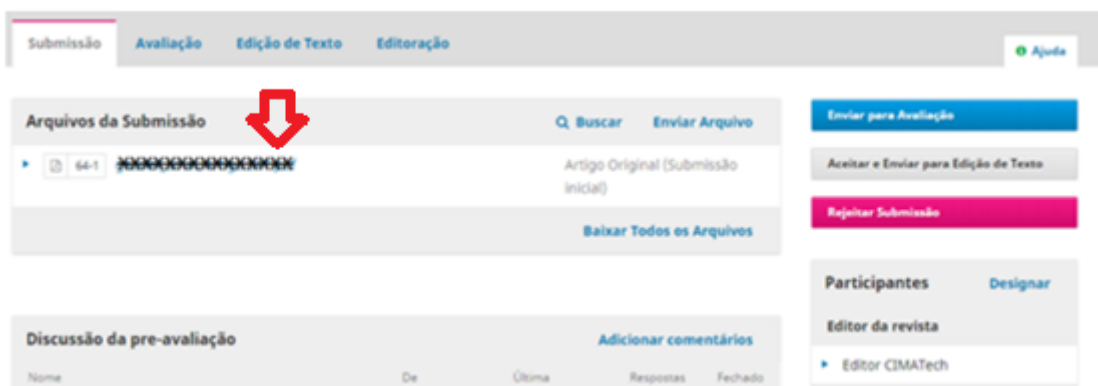 Submissão Avaliação Edição de Texto Editoração
Ajuda
Arquivos da Submissão Buscar Enviar Arquivo
64-1 Artigo Original (Submissão
inicial)
Baixar Todos os Arquivos
Enviar para Avaliação
Aceitar e Enviar para Edição de Texto
Rejeitar Submissão
Participantes Designar
Editor da revista
Editor CIMATech
Discussão da pre-avaliação Adicionar comentários
Nome De Última Respostas Fechado